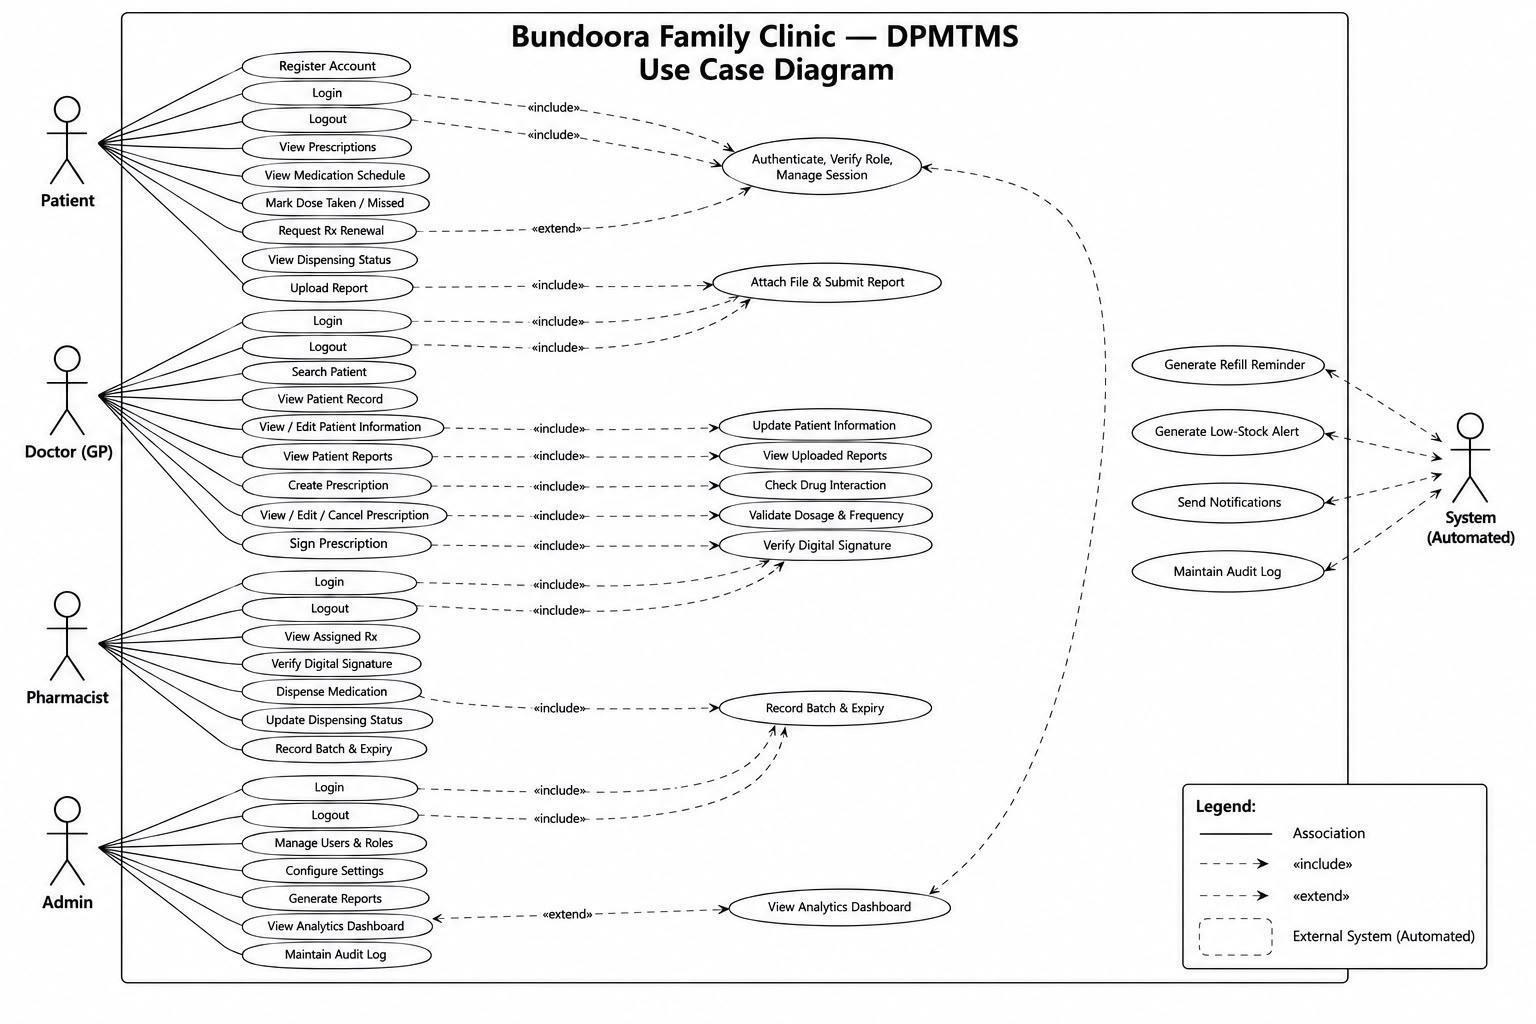 Bundoora Family Clinic — DPMTMS
Use Case Diagram
Patient
Register Account
Login
Logout
View Prescriptions
View Medication Schedule
Mark Dose Taken / Missed
Request Rx Renewal
View Dispensing Status
Upload Report
«include»
«include»
«extend»
«include»
Authenticate, Verify Role,
Manage Session
Attach File & Submit Report
Doctor (GP)
Login
Logout
Search Patient
View Patient Record
View / Edit Patient Information
View Patient Reports
Create Prescription
View / Edit / Cancel Prescription
Sign Prescription
«include»
«include»
«include»
«include»
«include»
«include»
«include»
Update Patient Information
View Uploaded Reports
Check Drug Interaction
Validate Dosage & Frequency
Verify Digital Signature
Pharmacist
Login
Logout
View Assigned Rx
Verify Digital Signature
Dispense Medication
Update Dispensing Status
Record Batch & Expiry
«include»
«include»
«include»
Record Batch & Expiry
Admin
Login
Logout
Manage Users & Roles
Configure Settings
Generate Reports
View Analytics Dashboard
Maintain Audit Log
«include»
«include»
«extend»
View Analytics Dashboard
Generate Refill Reminder
Generate Low-Stock Alert
Send Notifications
Maintain Audit Log
System
(Automated)
Legend:
Association
«include»
«extend»
External System (Automated)